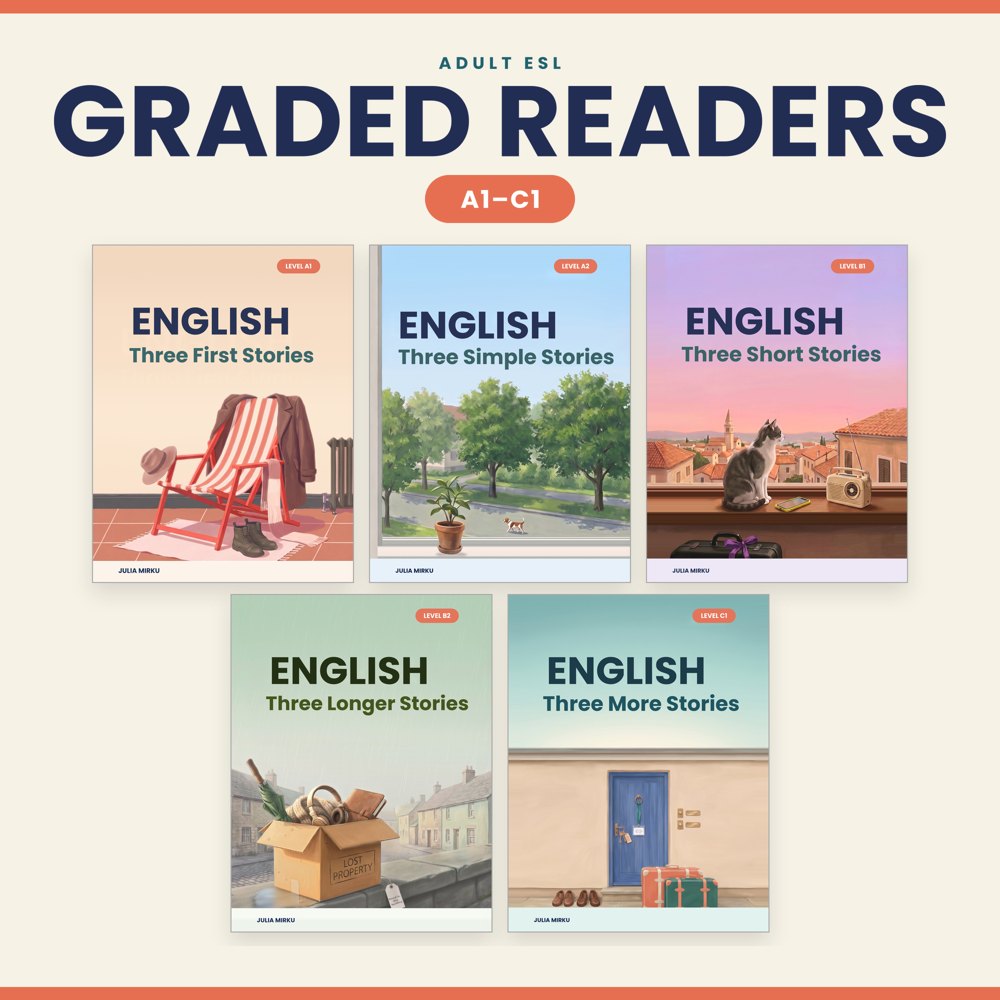 ADULT ESL
GRADED READERS
A1–C1
LEVEL A1
ENGLISH
Three First Stories
JULIA MIRKU
LEVEL A2
ENGLISH
Three Simple Stories
JULIA MIRKU
LEVEL B1
ENGLISH
Three Short Stories
JULIA MIRKU
LEVEL B2
ENGLISH
Three Longer Stories
LOST
PROPERTY
JULIA MIRKU
LEVEL C1
ENGLISH
Three More Stories
JULIA MIRKU